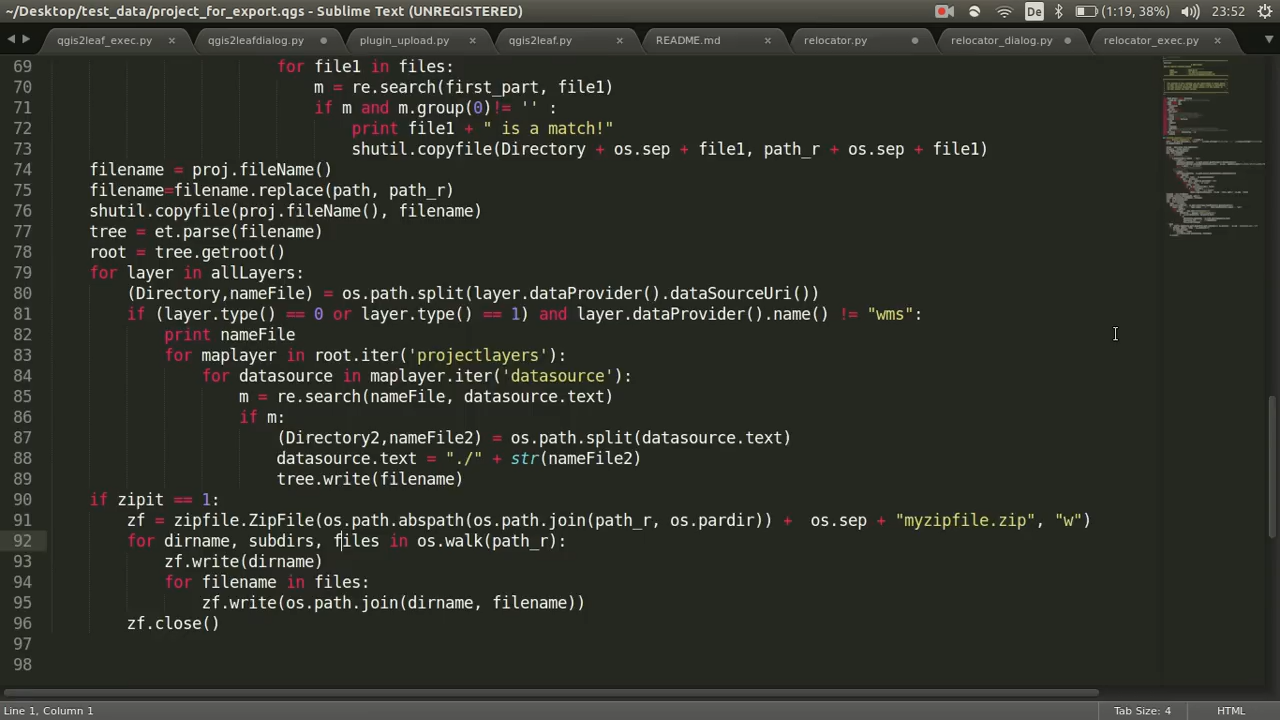 ~/Desktop/test_data/project_for_export.qgs - Sublime Text (UNREGISTERED)
De
(1:19, 38%)
23:52
qgis2leaf_exec.py
qgis2leafdialog.py
plugin_upload.py
qgis2leaf.py
README.md
relocator.py
relocator_dialog.py
relocator_exec.py
69 for file1 in files:
70 m = re.search(first_part, file1)
71 if m and m.group(0)!= '' :
72 print file1 + " is a match!"
73 shutil.copyfile(Directory + os.sep + file1, path_r + os.sep + file1)
74 filename = proj.fileName()
75 filename=filename.replace(path, path_r)
76 shutil.copyfile(proj.fileName(), filename)
77 tree = et.parse(filename)
78 root = tree.getroot()
79 for layer in allLayers:
80 (Directory,nameFile) = os.path.split(layer.dataProvider().dataSourceUri())
81 if (layer.type() == 0 or layer.type() == 1) and layer.dataProvider().name() != "wms":
82 print nameFile
83 for maplayer in root.iter('projectlayers'):
84 for datasource in maplayer.iter('datasource'):
85 m = re.search(nameFile, datasource.text)
86 if m:
87 (Directory2,nameFile2) = os.path.split(datasource.text)
88 datasource.text = "./" + str(nameFile2)
89 tree.write(filename)
90 if zipit == 1:
91 zf = zipfile.ZipFile(os.path.abspath(os.path.join(path_r, os.pardir)) +  os.sep + "myzipfile.zip", "w")
92 for dirname, subdirs, files in os.walk(path_r):
93 zf.write(dirname)
94 for filename in files:
95 zf.write(os.path.join(dirname, filename))
96 zf.close()
97
98
Line 1, Column 1
Tab Size: 4
HTML